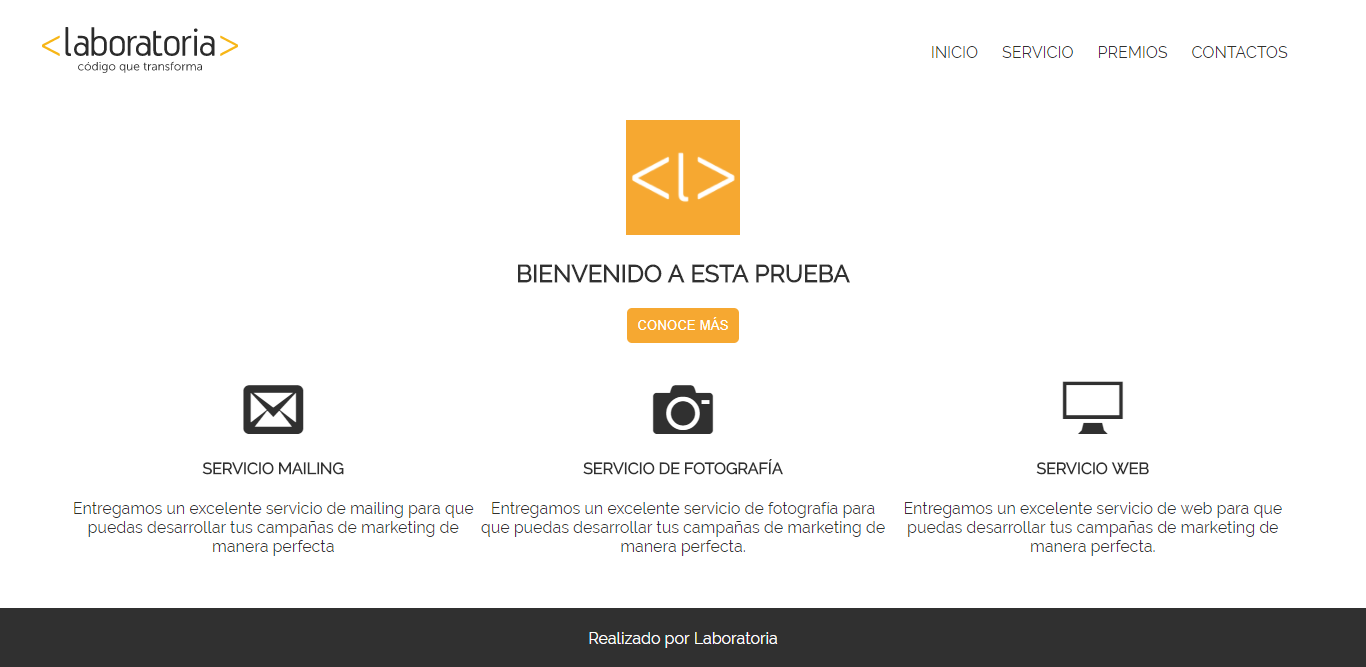 <laboratoria>
código que transforma
INICIO SERVICIO PREMIOS CONTACTOS
<l>
BIENVENIDO A ESTA PRUEBA
CONOCE MÁS
SERVICIO MAILING
Entregamos un excelente servicio de mailing para que
puedas desarrollar tus campañas de marketing de
manera perfecta
SERVICIO DE FOTOGRAFÍA
Entregamos un excelente servicio de fotografía para
que puedas desarrollar tus campañas de marketing de
manera perfecta.
SERVICIO WEB
Entregamos un excelente servicio de web para que
puedas desarrollar tus campañas de marketing de
manera perfecta.
Realizado por Laboratoria